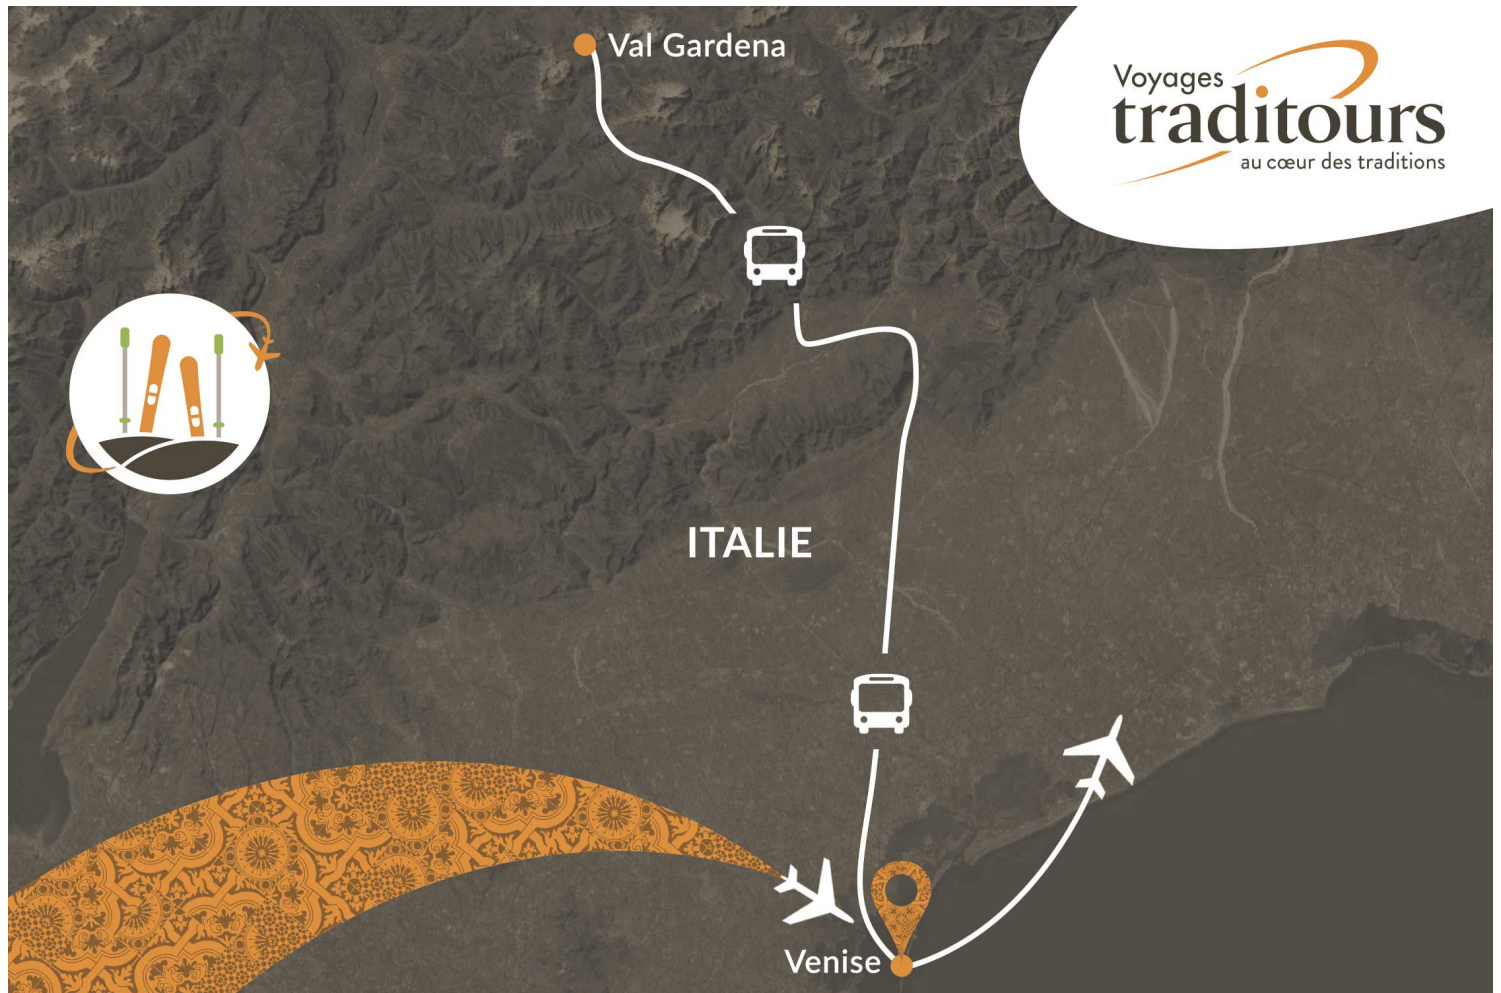 Val Gardena
Voyages
traditours
au cœur des traditions
ITALIE
Venise